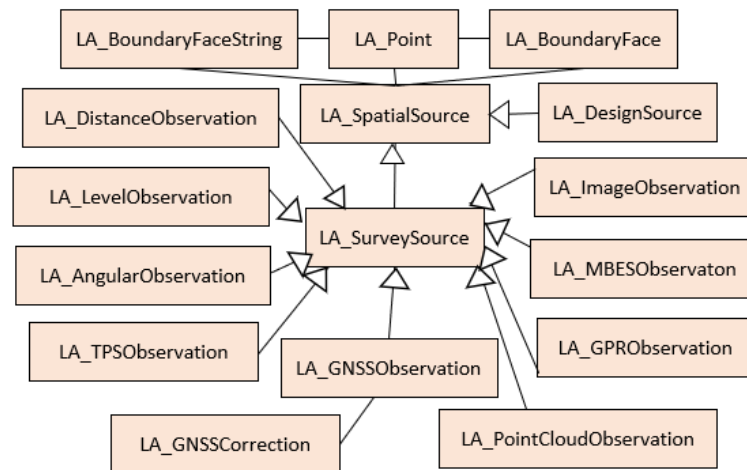 LA_BoundaryFaceString
LA_Point
LA_BoundaryFace
LA_DistanceObservation
LA_SpatialSource
LA_DesignSource
LA_LevelObservation
LA_ImageObservation
LA_SurveySource
LA_AngularObservation
LA_MBESObservaton
LA_TPSObservation
LA_GNSSObservation
LA_GPRObservation
LA_GNSSCorrection
LA_PointCloudObservation